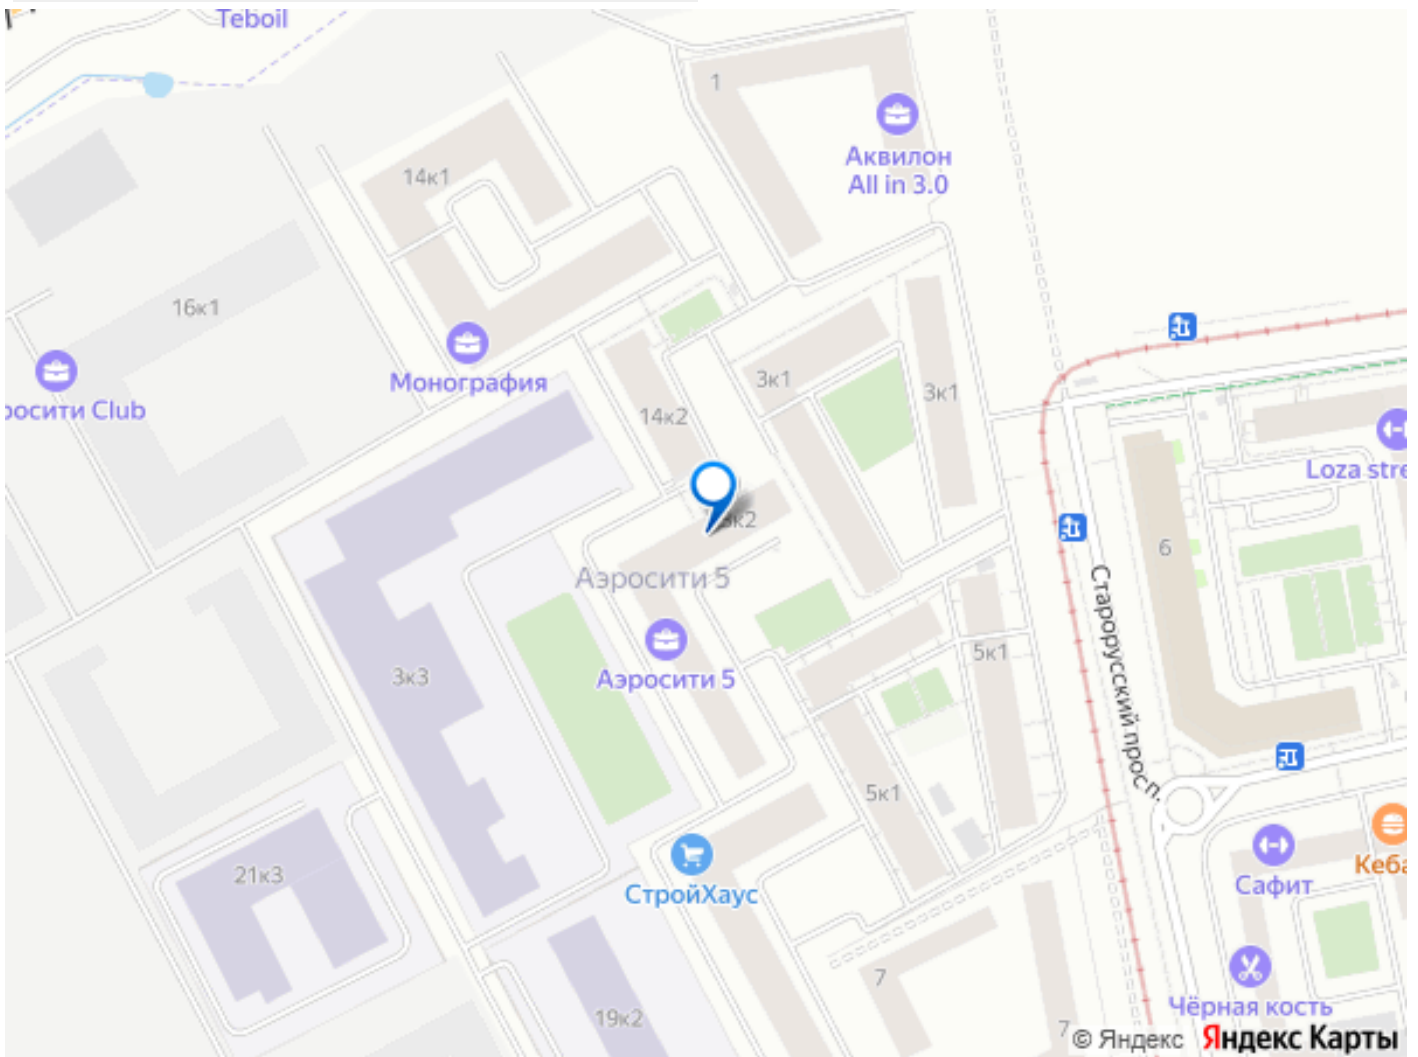 Teboil
1
Аквилон
All in 3.0
14к1
16к1
Монография
росити Club
3к1
3к1
14к2
Loza stre
3к2
6
Аэросити 5
Аэросити 5
Старорусский просп.
3к3
5к1
5к1
21к3
СтройХаус
Сафит
Кеба
7
Чёрная кость
19к2
7
© Яндекс Яндекс Карты